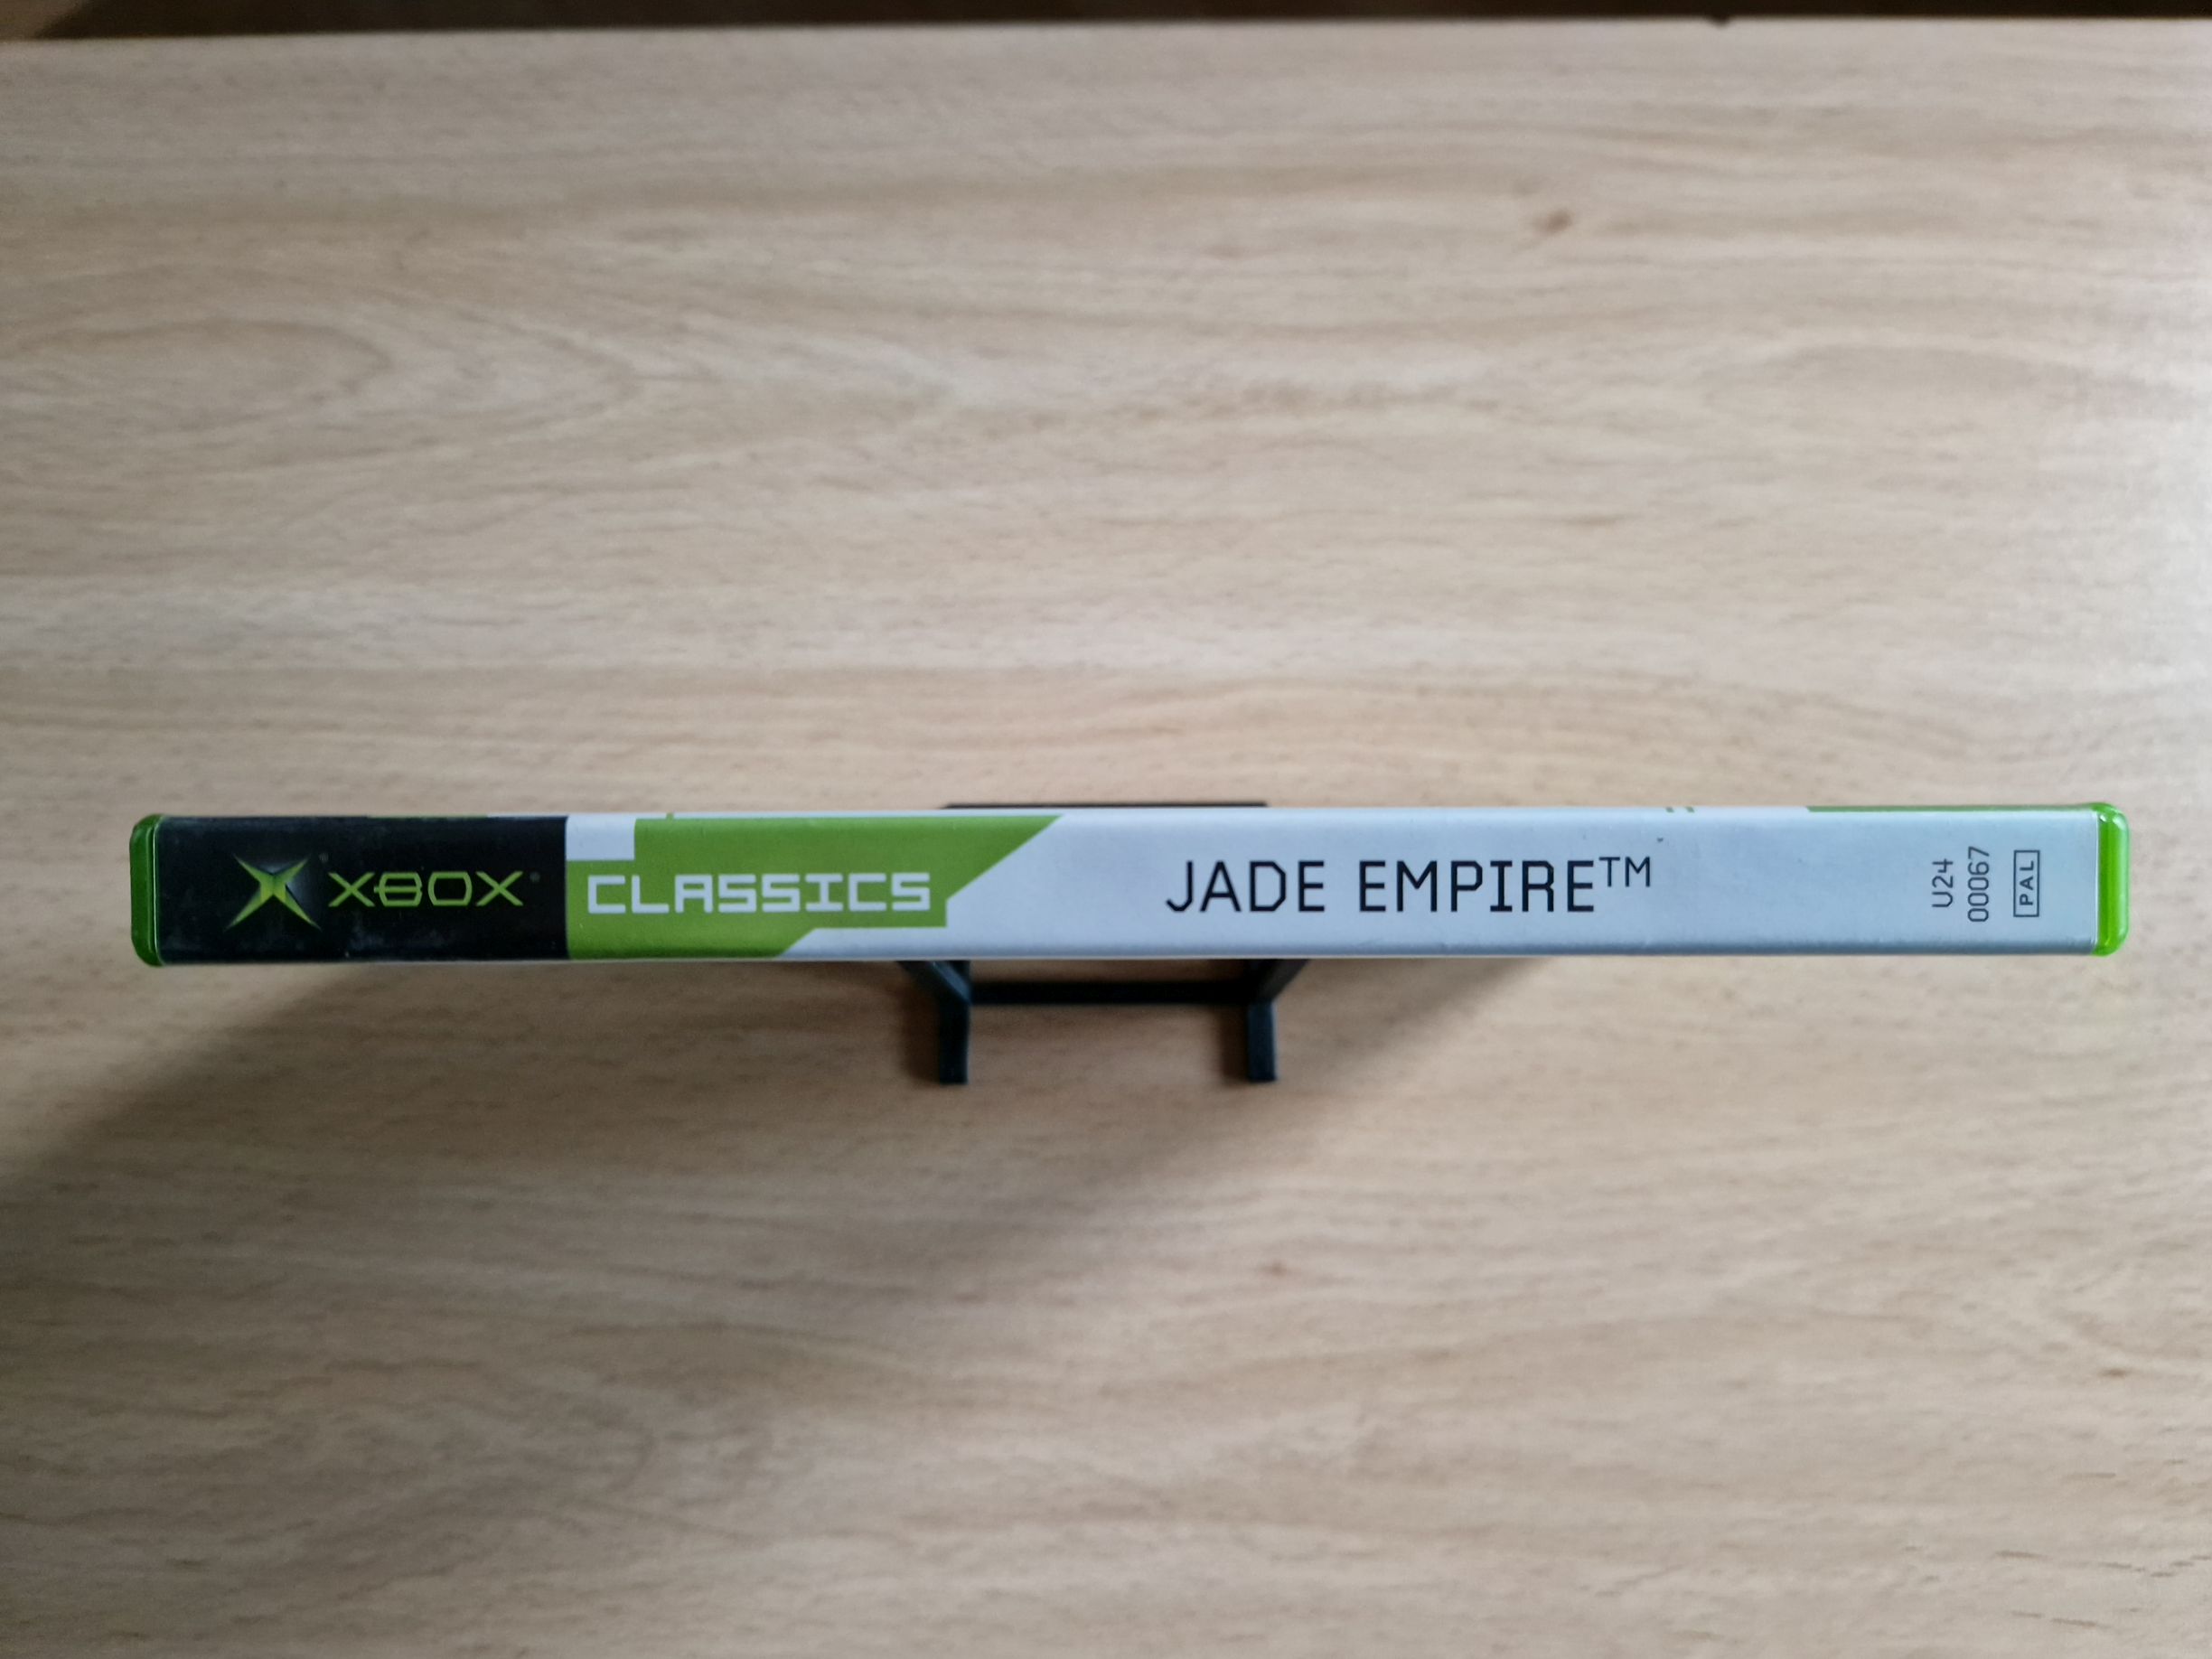 XBOX
CLASSICS
JADE EMPIRE™
U24
00067
PAL